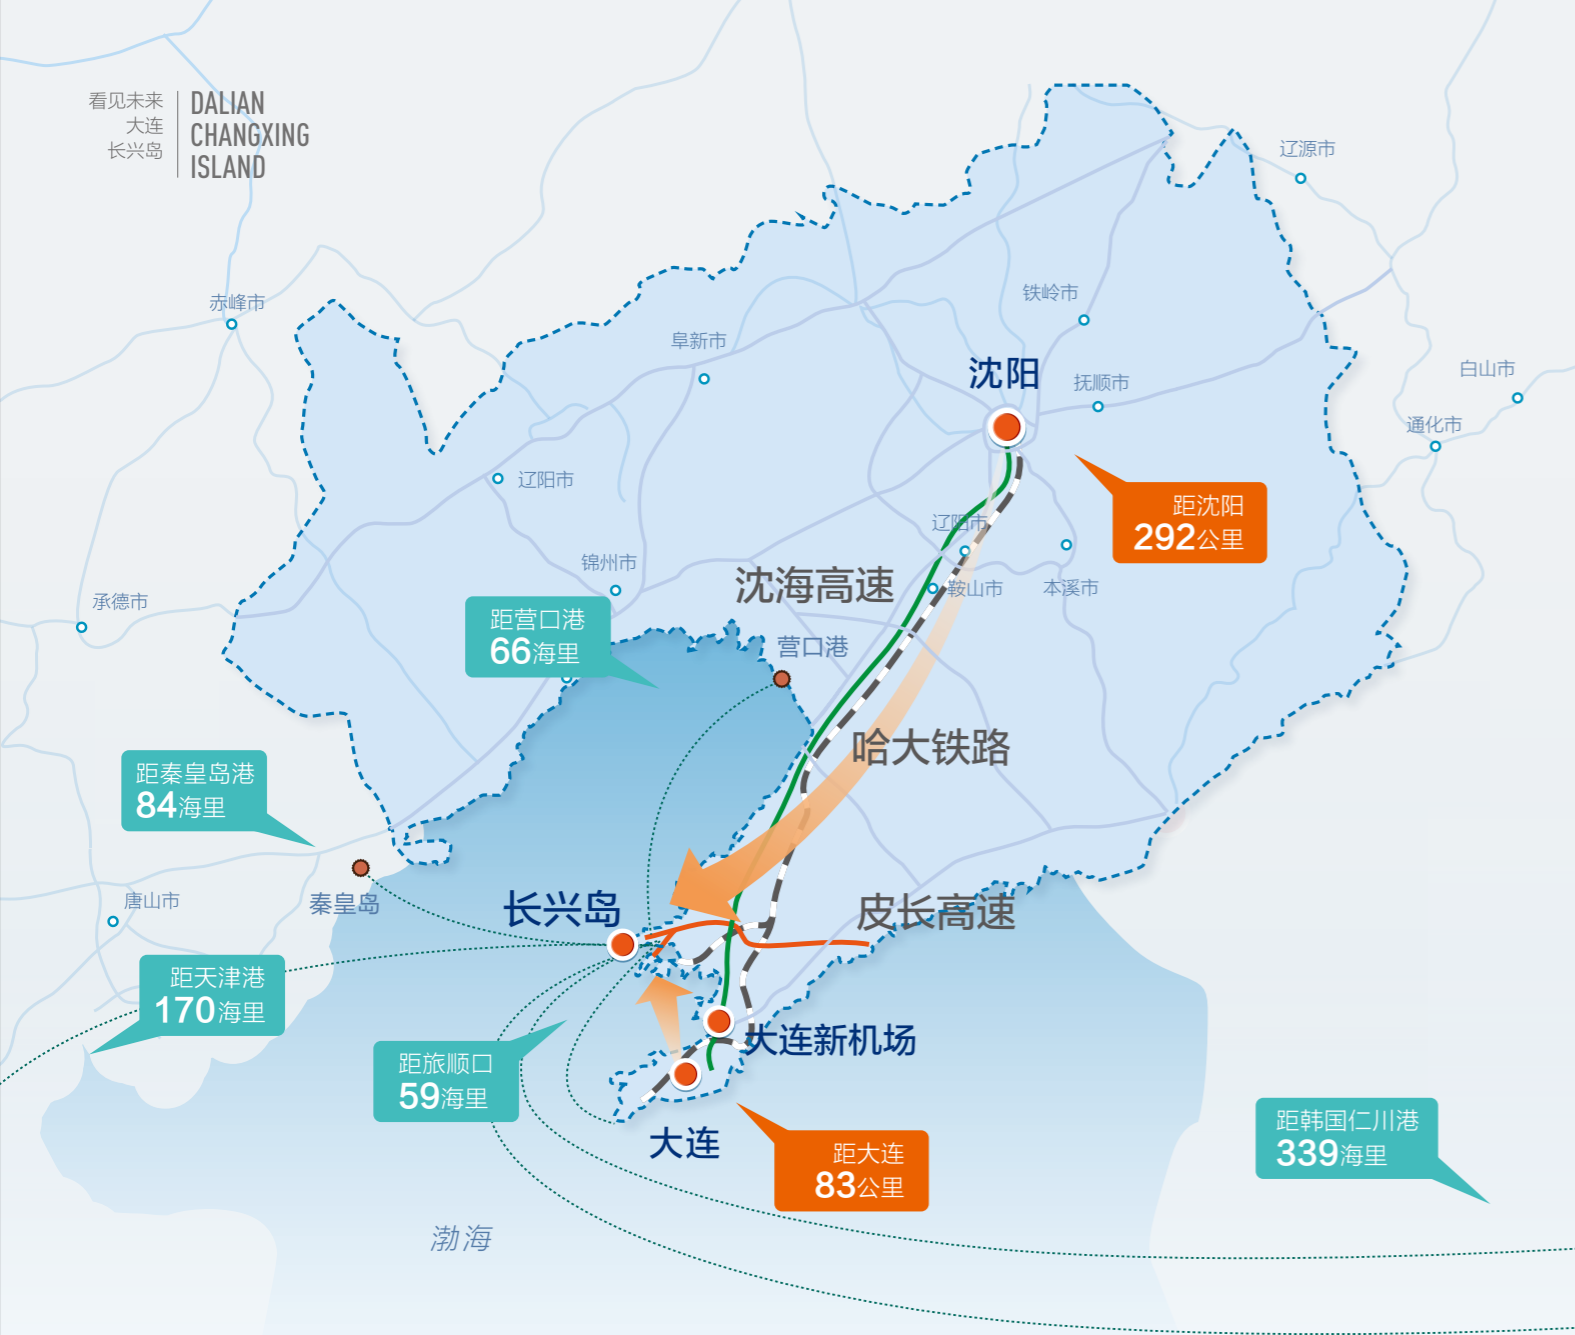 看见未来
大连
长兴岛
DALIAN
CHANGXING
ISLAND
辽源市
赤峰市
铁岭市
阜新市
沈阳
抚顺市
白山市
通化市
辽阳市
距沈阳
292公里
辽阳市
锦州市
沈海高速
鞍山市
本溪市
承德市
距营口港
66海里
营口港
哈大铁路
距秦皇岛港
84海里
唐山市
秦皇岛
长兴岛
皮长高速
距天津港
170海里
大连新机场
距旅顺口
59海里
大连
距大连
83公里
距韩国仁川港
339海里
渤海